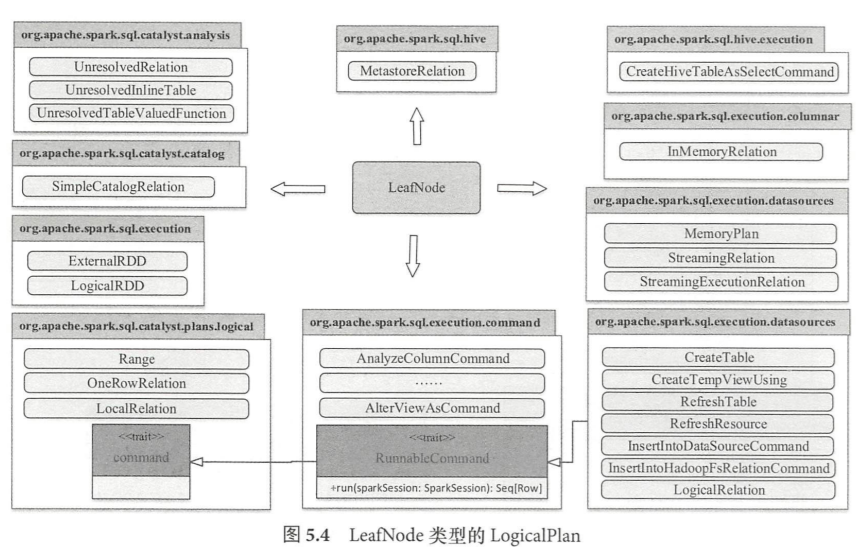 org.apache.spark.sql.catalyst.analysis
UnresolvedRelation
UnresolvedInlineTable
UnresolvedTableValuedFunction
org.apache.spark.sql.hive
MetastoreRelation
org.apache.spark.sql.hive.execution
CreateHiveTableAsSelectCommand
org.apache.spark.sql.execution.columnar
InMemoryRelation
org.apache.spark.sql.catalyst.catalog
SimpleCatalogRelation
LeafNode
org.apache.spark.sql.execution.datasources
MemoryPlan
StreamingRelation
StreamingExecutionRelation
org.apache.spark.sql.execution
ExternalRDD
LogicalRDD
org.apache.spark.sql.catalyst.plans.logical
Range
OneRowRelation
LocalRelation
<<trait>>
command
org.apache.spark.sql.execution.command
AnalyzeColumnCommand
……
AlterViewAsCommand
<<trait>>
RunnableCommand
+run(sparkSession: SparkSession): Seq[Row]
org.apache.spark.sql.execution.datasources
CreateTable
CreateTempViewUsing
RefreshTable
RefreshResource
InsertIntoDataSourceCommand
InsertIntoHadoopFsRelationCommand
LogicalRelation
图 5.4 LeafNode 类型的 LogicalPlan